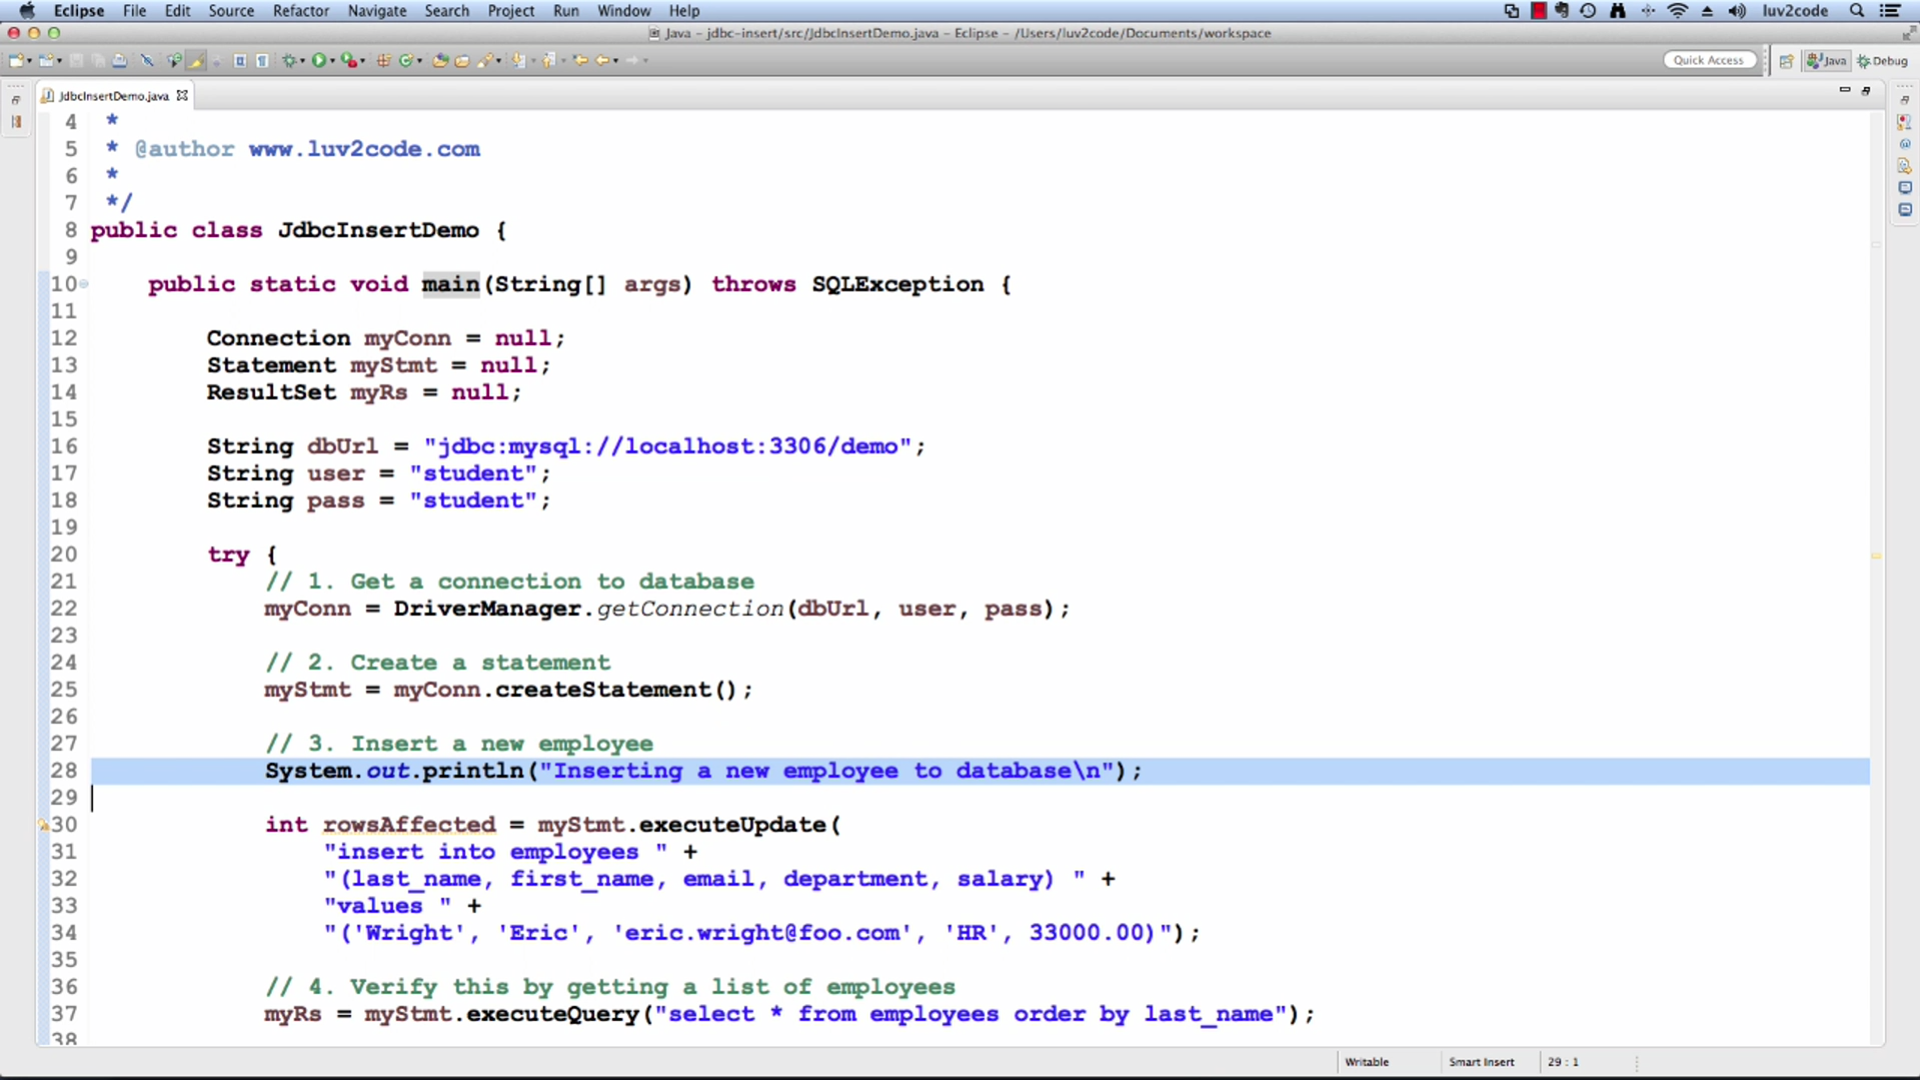 Eclipse File Edit Source Refactor Navigate Search Project Run Window Help luv2code
Java - jdbc-insert/src/JdbcInsertDemo.java - Eclipse - /Users/luv2code/Documents/workspace
Quick Access Java Debug
JdbcInsertDemo.java
4 *
5 * @author www.luv2code.com
6 *
7 */
8 public class JdbcInsertDemo {
9
10 public static void main(String[] args) throws SQLException {
11
12 Connection myConn = null;
13 Statement myStmt = null;
14 ResultSet myRs = null;
15
16 String dbUrl = "jdbc:mysql://localhost:3306/demo";
17 String user = "student";
18 String pass = "student";
19
20 try {
21 // 1. Get a connection to database
22 myConn = DriverManager.getConnection(dbUrl, user, pass);
23
24 // 2. Create a statement
25 myStmt = myConn.createStatement();
26
27 // 3. Insert a new employee
28 System.out.println("Inserting a new employee to database\n");
29
30 int rowsAffected = myStmt.executeUpdate(
31 "insert into employees " +
32 "(last_name, first_name, email, department, salary) " +
33 "values " +
34 "('Wright', 'Eric', 'eric.wright@foo.com', 'HR', 33000.00)");
35
36 // 4. Verify this by getting a list of employees
37 myRs = myStmt.executeQuery("select * from employees order by last_name");
38
Writable Smart Insert 29 : 1